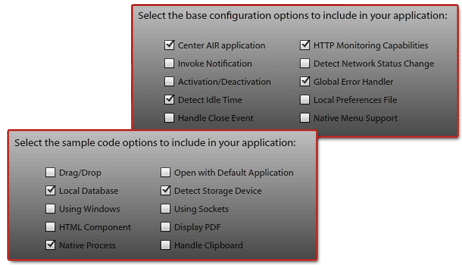 Select the base configuration options to include in your application:
Center AIR application
HTTP Monitoring Capabilities
Invoke Notification
Detect Network Status Change
Activation/Deactivation
Global Error Handler
Detect Idle Time
Local Preferences File
Handle Close Event
Native Menu Support
Select the sample code options to include in your application:
Drag/Drop
Open with Default Application
Local Database
Detect Storage Device
Using Windows
Using Sockets
HTML Component
Display PDF
Native Process
Handle Clipboard